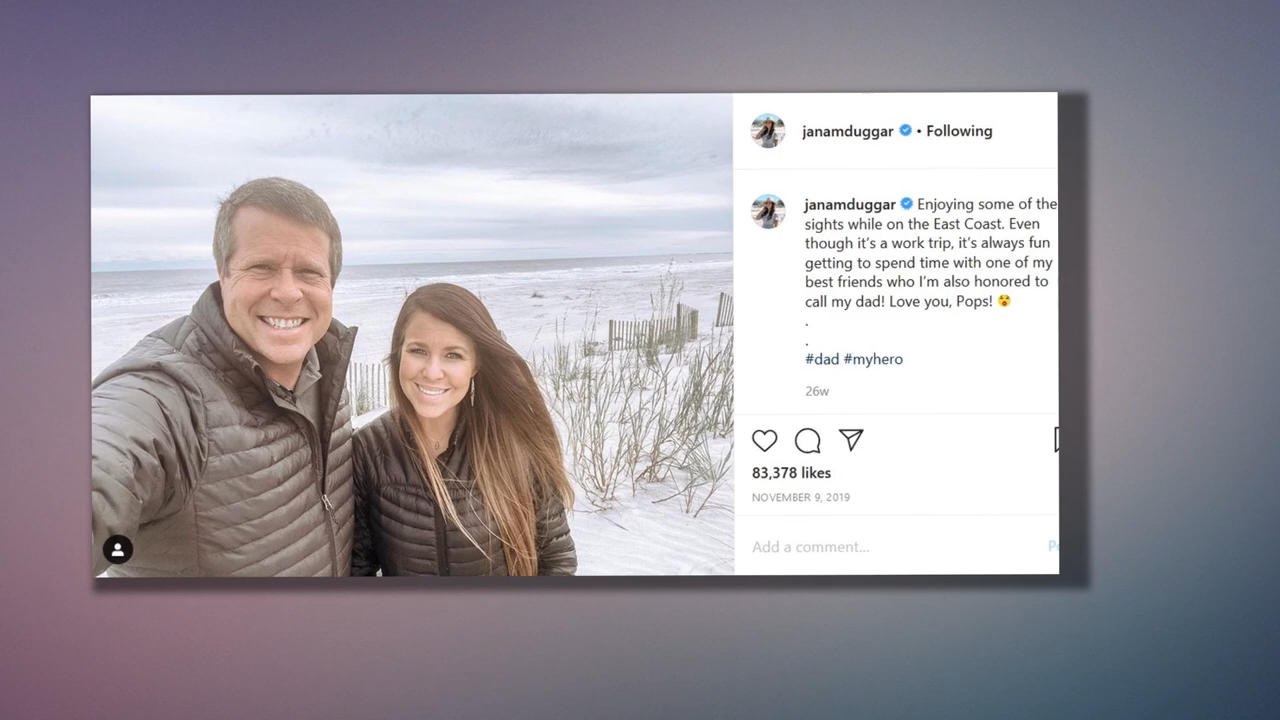 janamduggar • Following
janamduggar Enjoying some of the
sights while on the East Coast. Even
though it's a work trip, it's always fun
getting to spend time with one of my
best friends who I'm also honored to
call my dad! Love you, Pops! 😵
.
.
#dad #myhero
26w
83,378 likes
NOVEMBER 9, 2019
Add a comment...